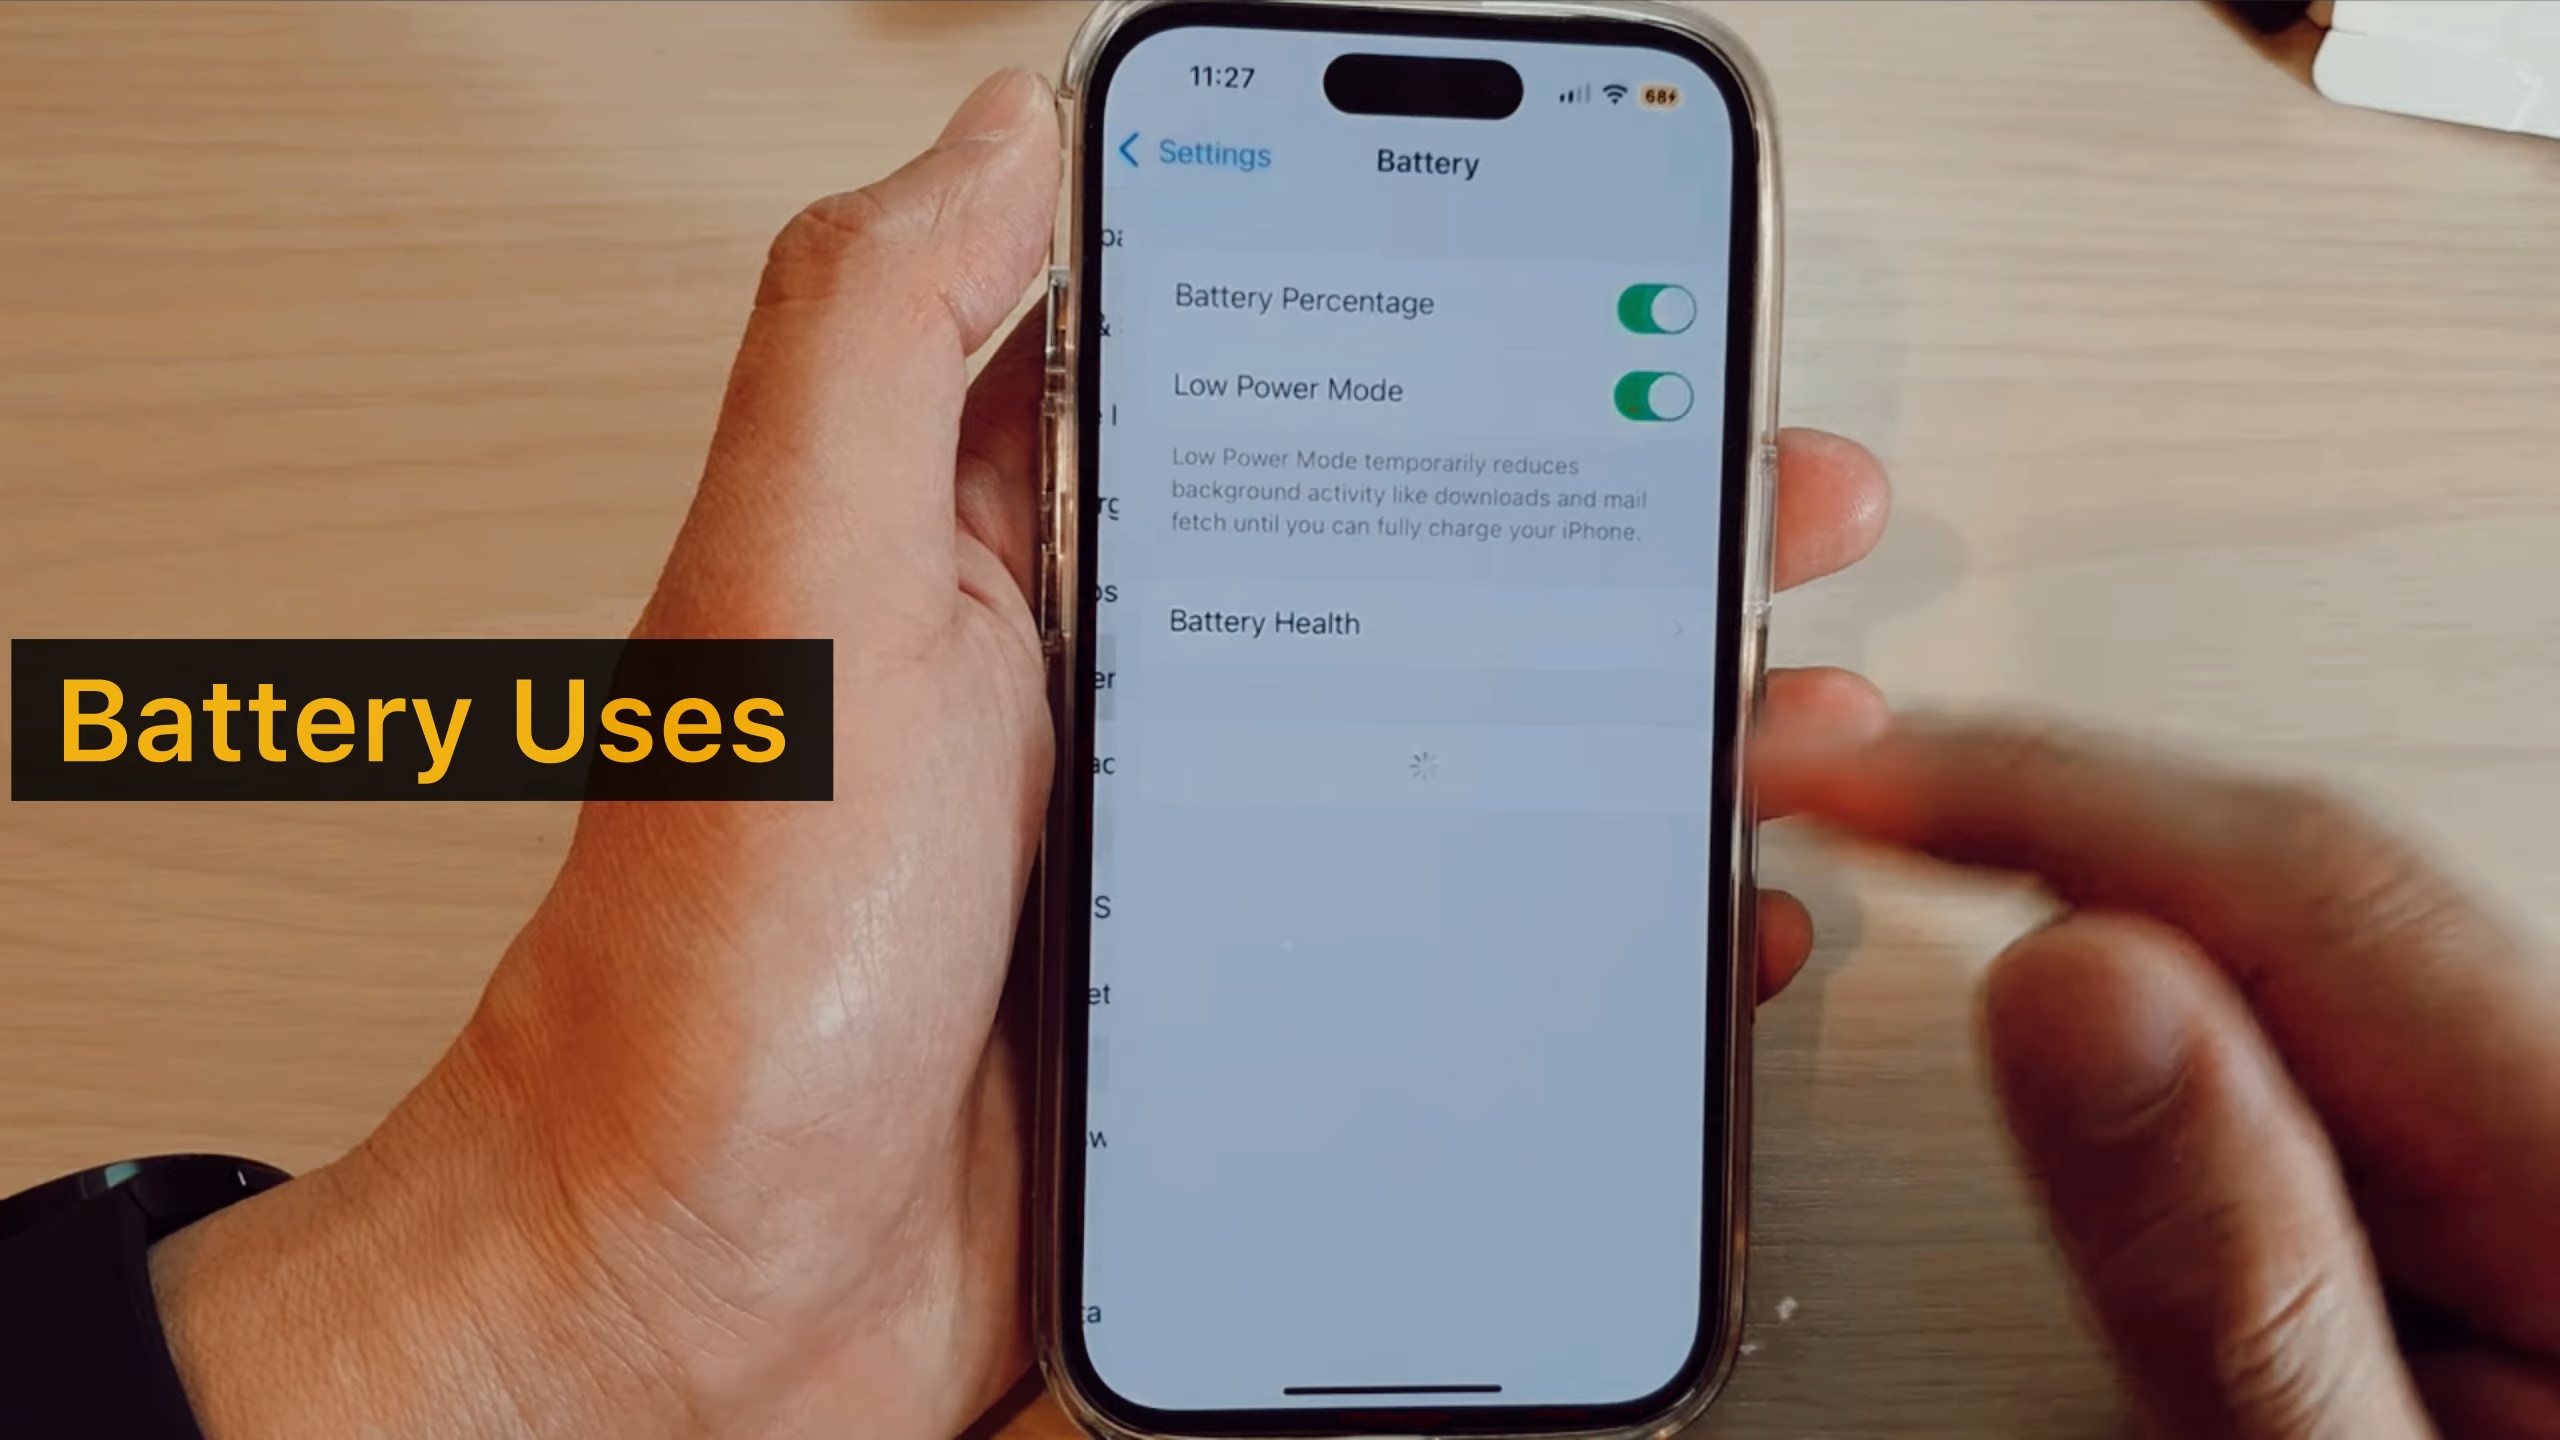 11:27
68
Settings
Battery
Battery Percentage
Low Power Mode
Low Power Mode temporarily reduces
background activity like downloads and mail
fetch until you can fully charge your iPhone.
Battery Health
Battery Uses